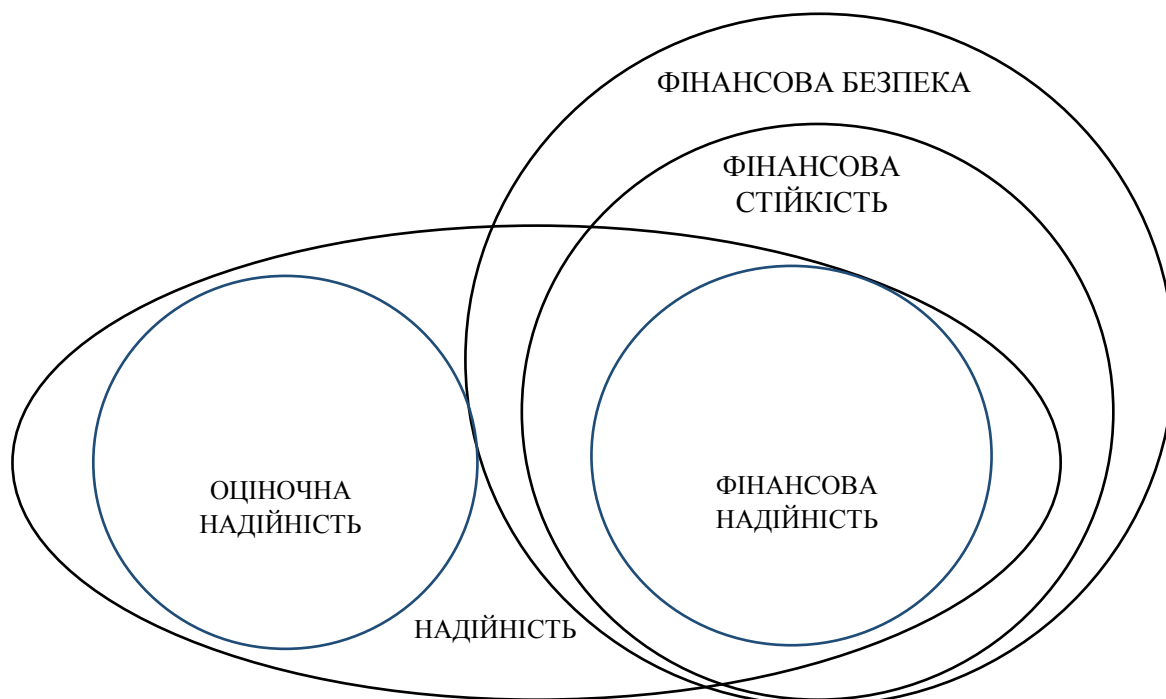 ФІНАНСОВА БЕЗПЕКА
ФІНАНСОВА
СТІЙКІСТЬ
ОЦІНОЧНА
НАДІЙНІСТЬ
ФІНАНСОВА
НАДІЙНІСТЬ
НАДІЙНІСТЬ